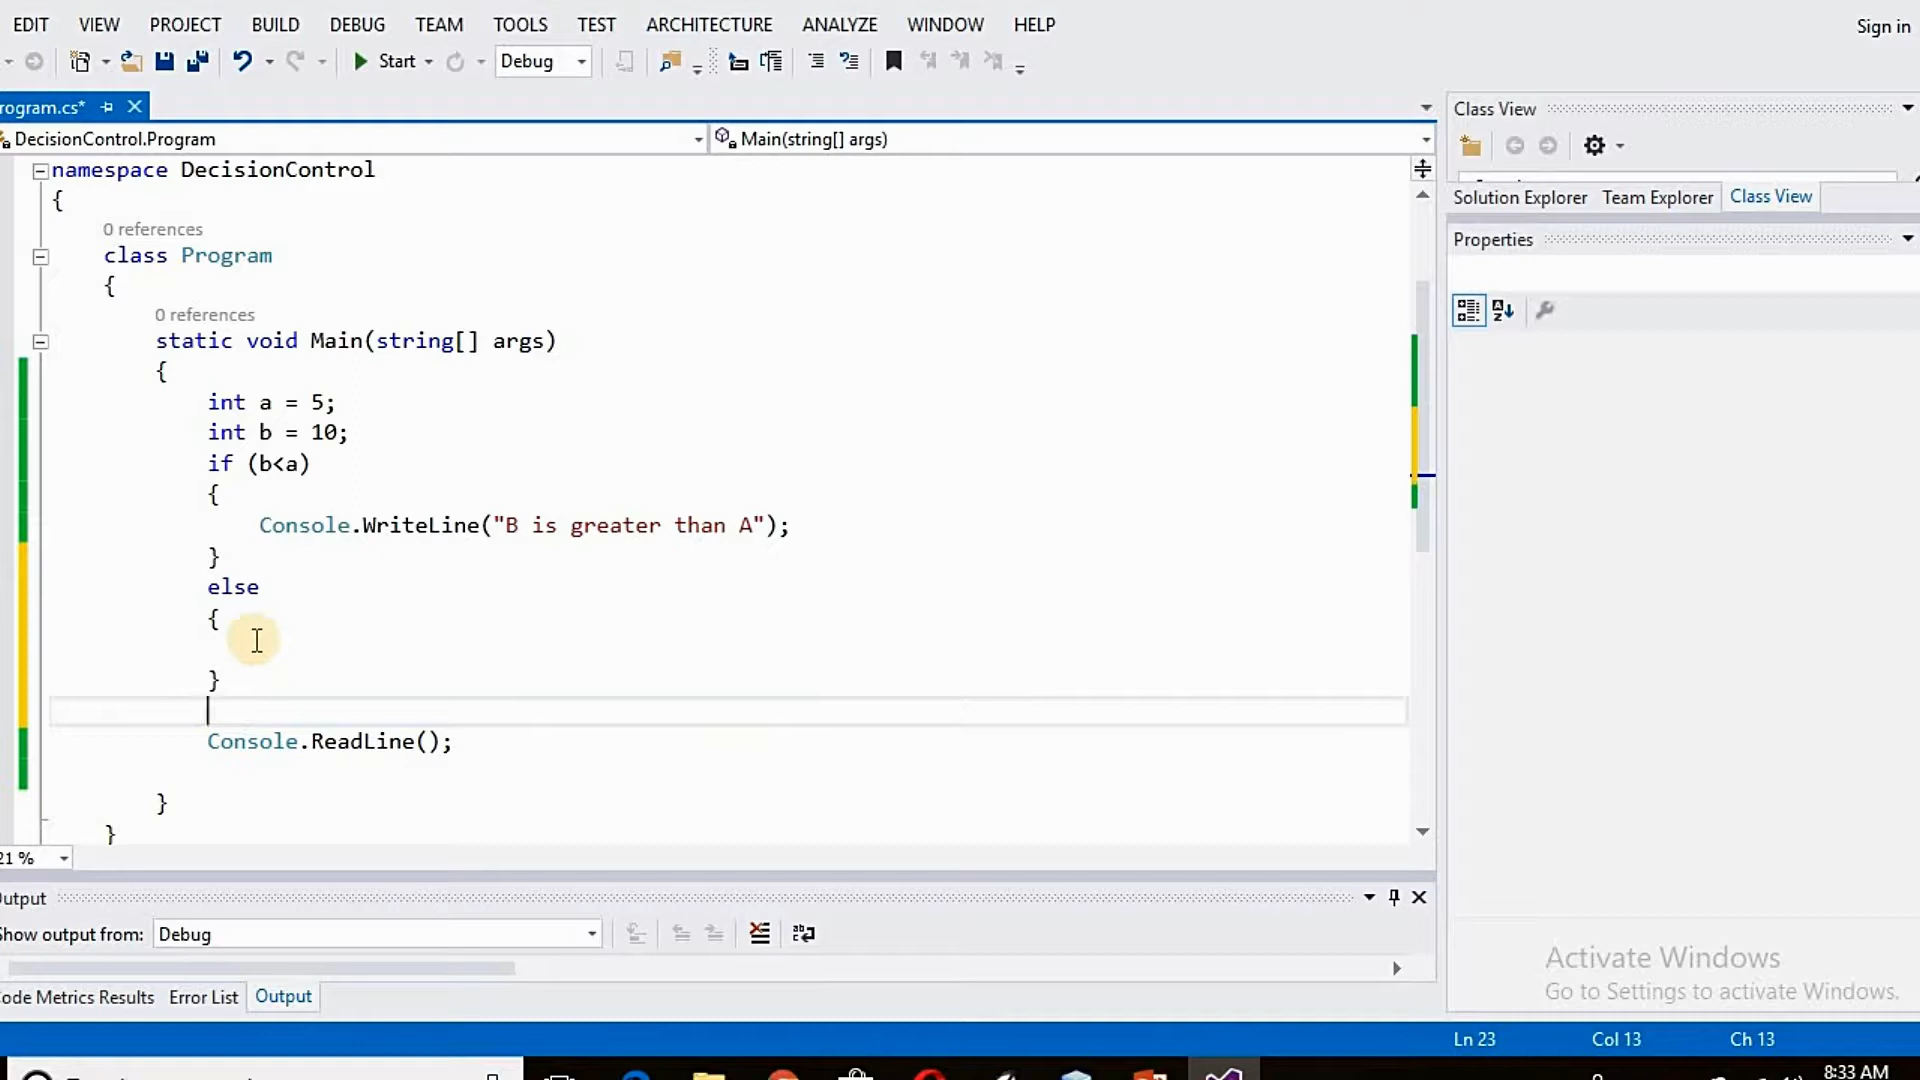 EDIT VIEW PROJECT BUILD DEBUG TEAM TOOLS TEST ARCHITECTURE ANALYZE WINDOW HELP
Sign in
Start Debug
rogram.cs*
Class View
DecisionControl.Program Main(string[] args)
namespace DecisionControl
{
0 references
class Program
{
0 references
static void Main(string[] args)
{
int a = 5;
int b = 10;
if (b<a)
{
Console.WriteLine("B is greater than A");
}
else
{
}
Console.ReadLine();
}
}
Solution Explorer Team Explorer Class View
Properties
21 %
utput
how output from: Debug
ode Metrics Results Error List Output
Activate Windows
Go to Settings to activate Windows.
Ln 23 Col 13 Ch 13
8:33 AM